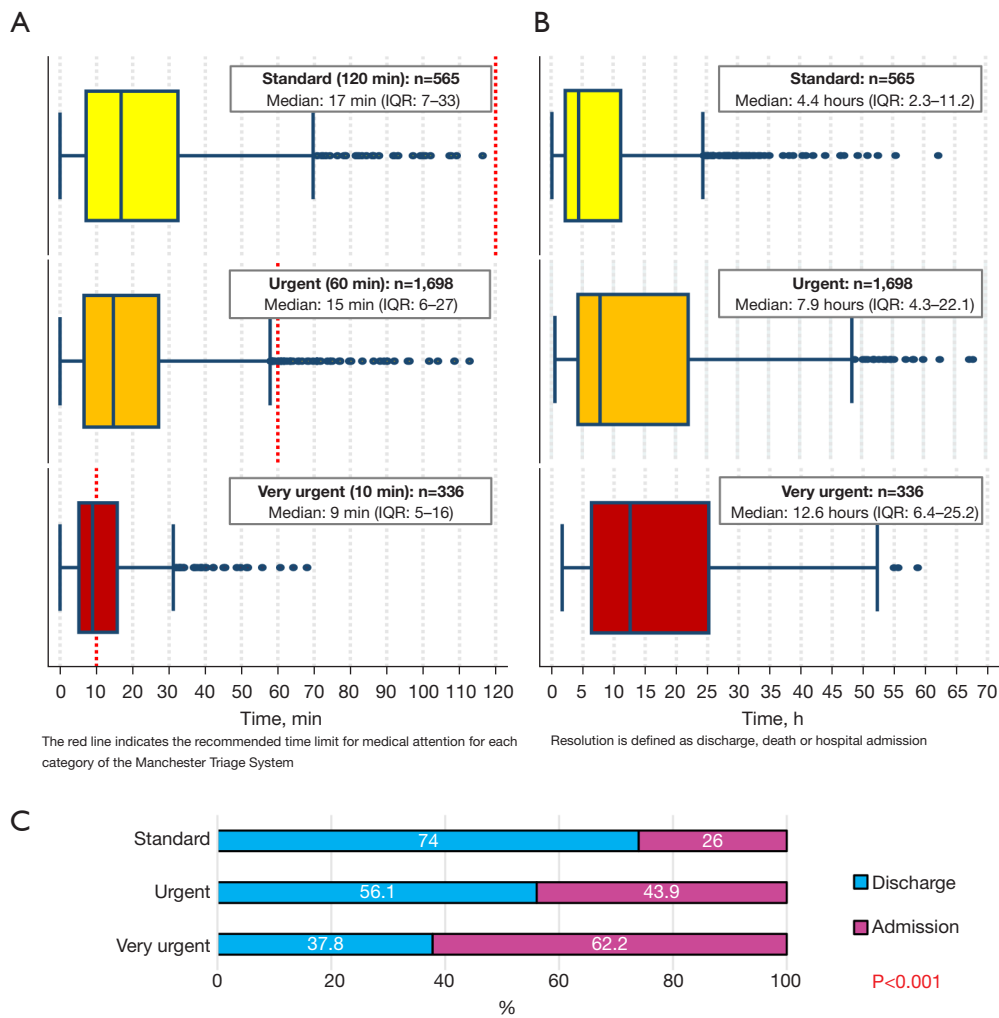 A
Standard (120 min): n=565
Median: 17 min (IQR: 7–33)
Urgent (60 min): n=1,698
Median: 15 min (IQR: 6–27)
Very urgent (10 min): n=336
Median: 9 min (IQR: 5–16)
0 10 20 30 40 50 60 70 80 90 100 110 120
Time, min
The red line indicates the recommended time limit for medical attention for each
category of the Manchester Triage System
B
Standard: n=565
Median: 4.4 hours (IQR: 2.3–11.2)
Urgent: n=1,698
Median: 7.9 hours (IQR: 4.3–22.1)
Very urgent: n=336
Median: 12.6 hours (IQR: 6.4–25.2)
0 5 10 15 20 25 30 35 40 45 50 55 60 65 70
Time, h
Resolution is defined as discharge, death or hospital admission
C
Standard 74 26
Urgent 56.1 43.9
Very urgent 37.8 62.2
0 20 40 60 80 100
%
Discharge
Admission
P<0.001